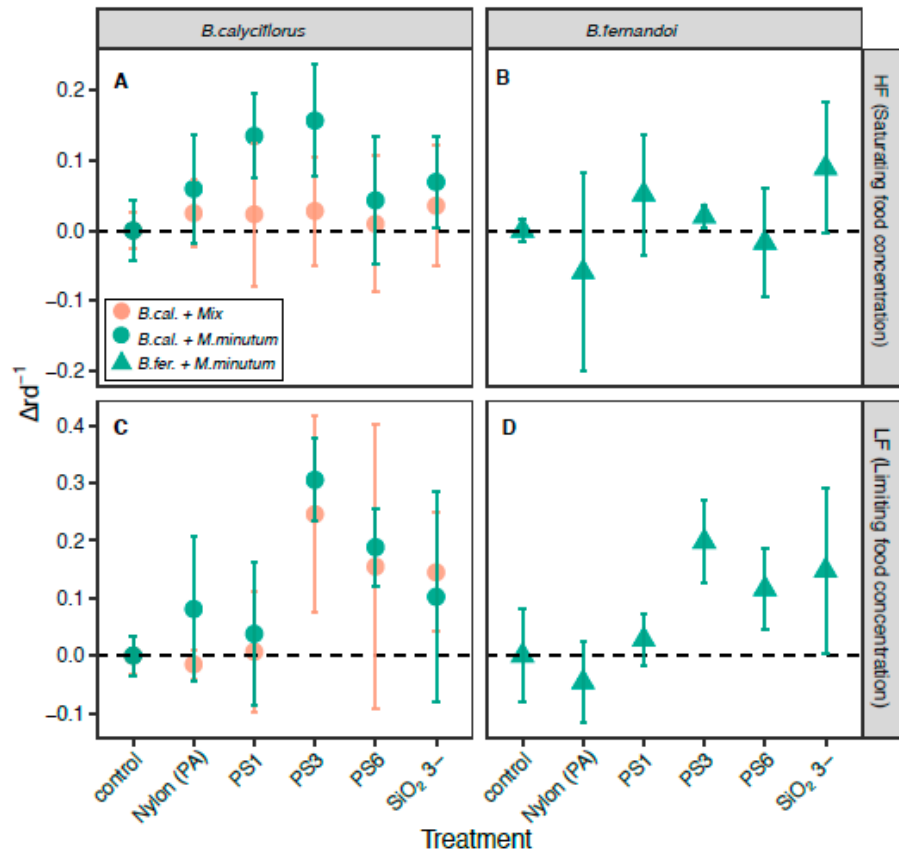 B.calyciflorus
B.fernandoi
A
B
0.2
0.1
0.0
−0.1
−0.2
B.cal. + Mix
B.cal. + M.minutum
B.fer. + M.minutum
HF (Saturating food concentration)
Δrd⁻¹
C
D
0.4
0.3
0.2
0.1
0.0
−0.1
LF (Limiting food concentration)
control
Nylon (PA)
PS1
PS3
PS6
SiO₂ 3−
control
Nylon (PA)
PS1
PS3
PS6
SiO₂ 3−
Treatment